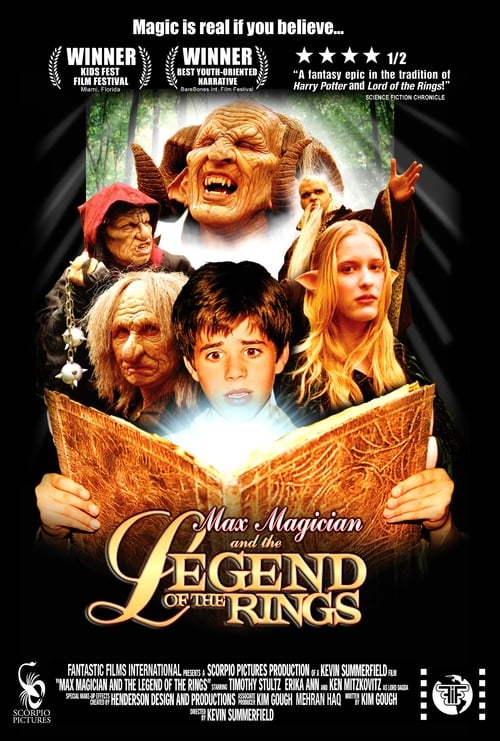 Magic is real if you believe...
WINNER
KIDS FEST
FILM FESTIVAL
Miami, Florida
WINNER
BEST YOUTH-ORIENTED
NARRATIVE
BareBones Int. Film Festival
1/2
“A fantasy epic in the tradition of
Harry Potter and Lord of the Rings!”
SCIENCE FICTION CHRONICLE
Max Magician
and the
LEGEND
OF THE RINGS
FANTASTIC FILMS INTERNATIONAL PRESENTS A SCORPIO PICTURES PRODUCTION OF A KEVIN SUMMERFIELD FILM
"MAX MAGICIAN AND THE LEGEND OF THE RINGS" STARRING TIMOTHY STULTZ ERIKA ANN AND KEN MITZKOVITZ AS LORD DAGDA
SPECIAL MAKE-UP EFFECTS CREATED BY HENDERSON DESIGN AND PRODUCTIONS ASSOCIATE PRODUCER KIM GOUGH MEHRAN HAQ WRITTEN BY KIM GOUGH
DIRECTED BY KEVIN SUMMERFIELD
SCORPIO
PICTURES
FFI